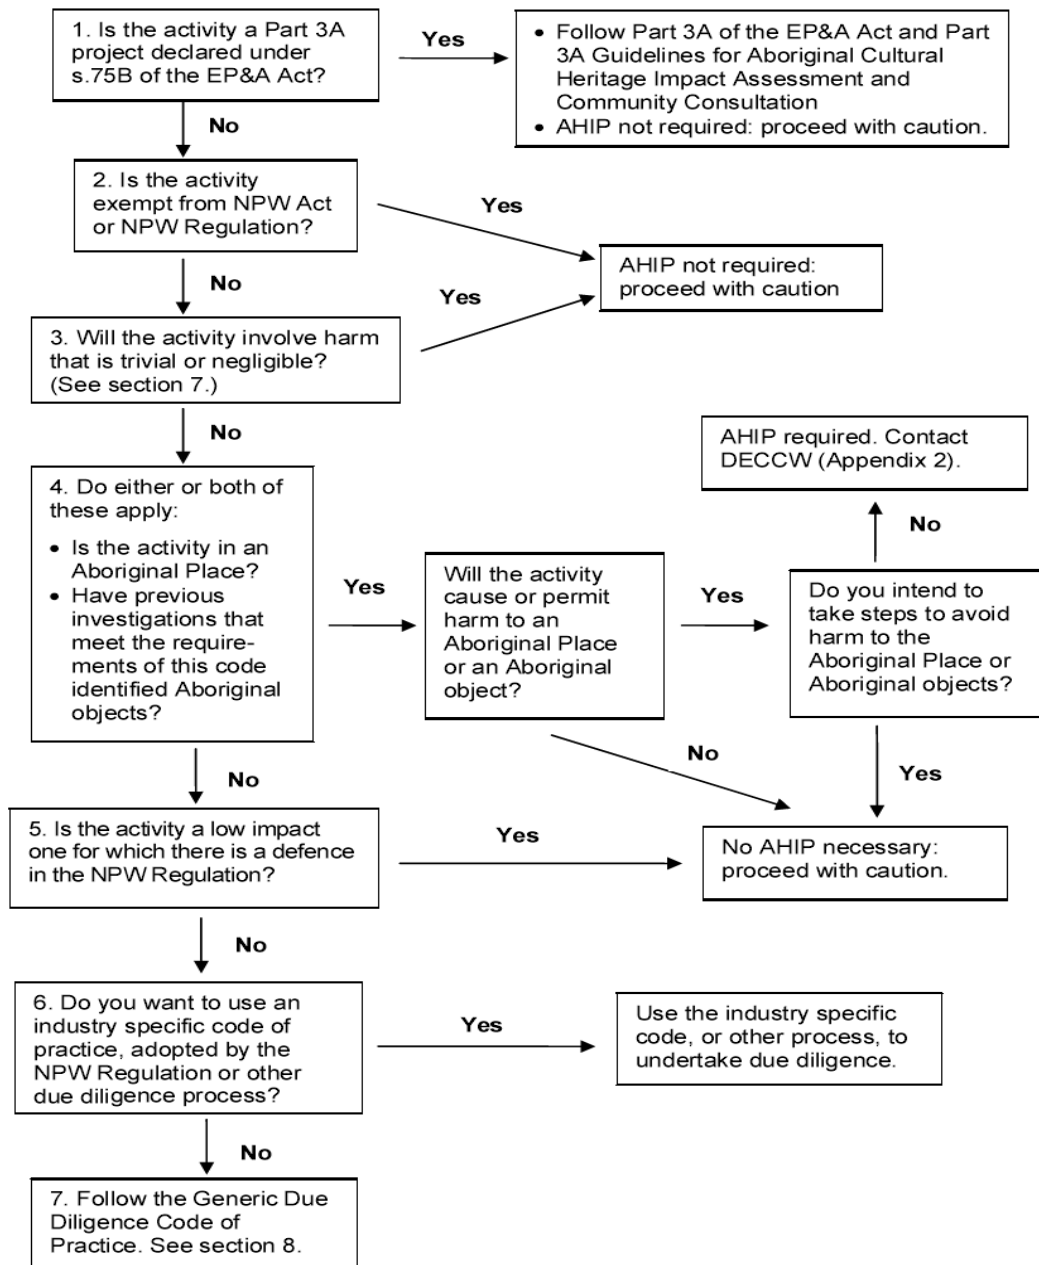 1. Is the activity a Part 3A
project declared under
s.75B of the EP&A Act?
Yes
• Follow Part 3A of the EP&A Act and Part
3A Guidelines for Aboriginal Cultural
Heritage Impact Assessment and
Community Consultation
• AHIP not required: proceed with caution.
No
2. Is the activity
exempt from NPW Act
or NPW Regulation?
Yes
AHIP not required:
proceed with caution
No
Yes
3. Will the activity involve harm
that is trivial or negligible?
(See section 7.)
No
AHIP required. Contact
DECCW (Appendix 2).
No
4. Do either or both of
these apply:
• Is the activity in an
Aboriginal Place?
• Have previous
investigations that
meet the require-
ments of this code
identified Aboriginal
objects?
Yes
Will the activity
cause or permit
harm to an
Aboriginal Place
or an Aboriginal
object?
Yes
Do you intend to
take steps to avoid
harm to the
Aboriginal Place or
Aboriginal objects?
No
Yes
No
5. Is the activity a low impact
one for which there is a defence
in the NPW Regulation?
Yes
No AHIP necessary:
proceed with caution.
No
6. Do you want to use an
industry specific code of
practice, adopted by the
NPW Regulation or other
due diligence process?
Yes
Use the industry specific
code, or other process, to
undertake due diligence.
No
7. Follow the Generic Due
Diligence Code of
Practice. See section 8.